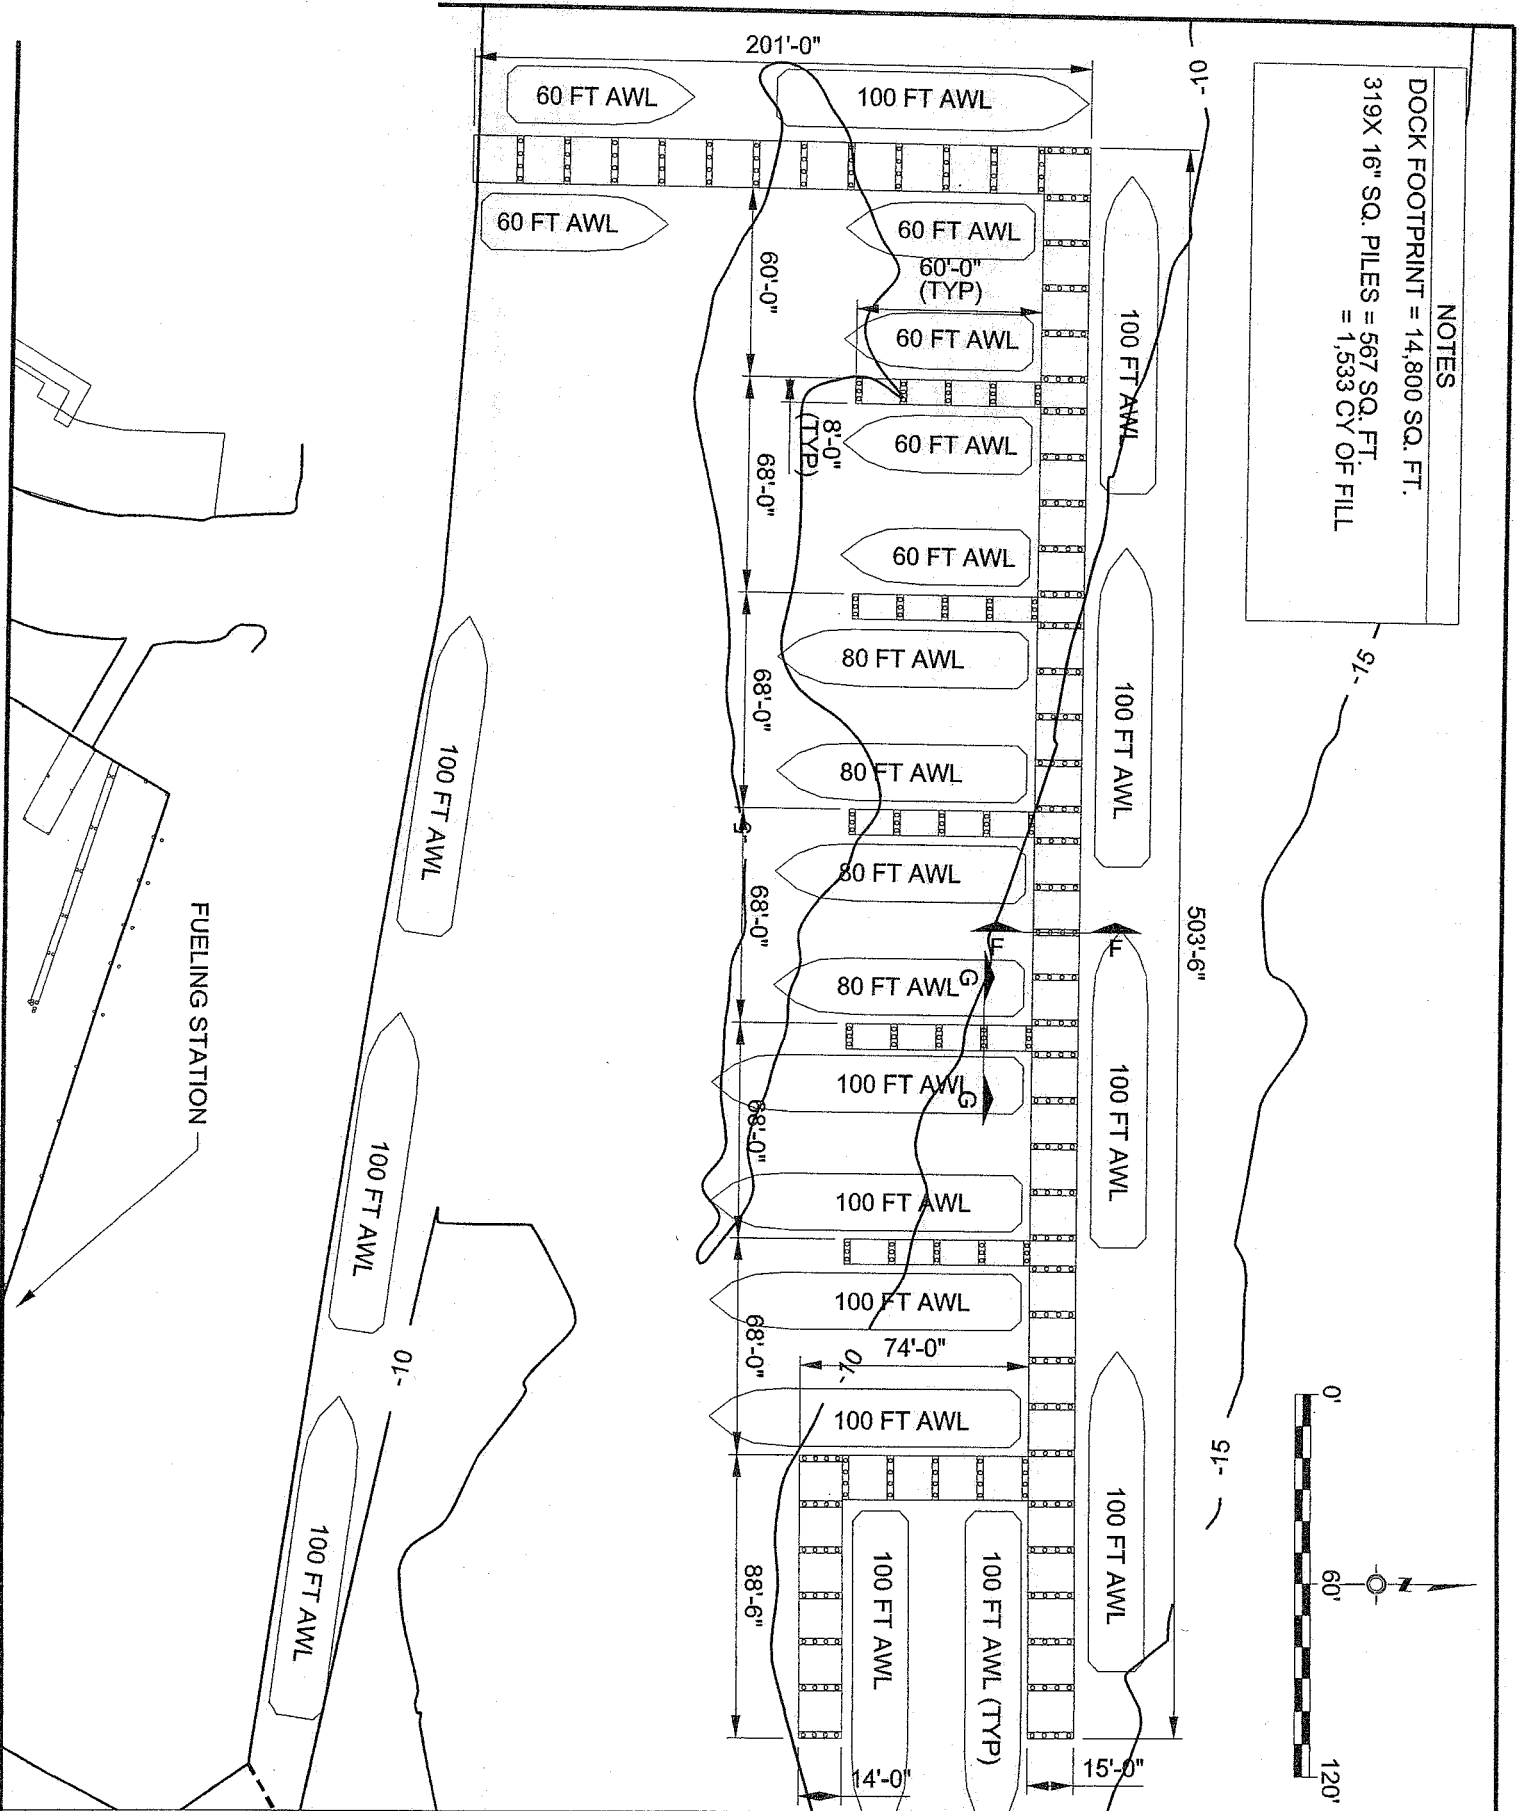 NOTES
DOCK FOOTPRINT = 14,800 SQ. FT.
319X 16" SQ. PILES = 567 SQ. FT.
= 1,533 CY OF FILL
201'-0"
-10-
60 FT AWL
100 FT AWL
60 FT AWL
60 FT AWL
60'-0"
60'-0"
(TYP)
60 FT AWL
100 FT AWL
8'-0"
(TYP)
60 FT AWL
68'-0"
60 FT AWL
-15-
80 FT AWL
68'-0"
100 FT AWL
100 FT AWL
80 FT AWL
-5-
80 FT AWL
68'-0"
503'-6"
F
F
G
80 FT AWL
FUELING STATION
100 FT AWL
G
68'-0"
100 FT AWL
100 FT AWL
100 FT AWL
100 FT AWL
68'-0"
74'-0"
-10-
-10-
100 FT AWL
-15-
0'
60'
120'
N
100 FT AWL
100 FT AWL
88'-6"
100 FT AWL
100 FT AWL (TYP)
14'-0"
15'-0"